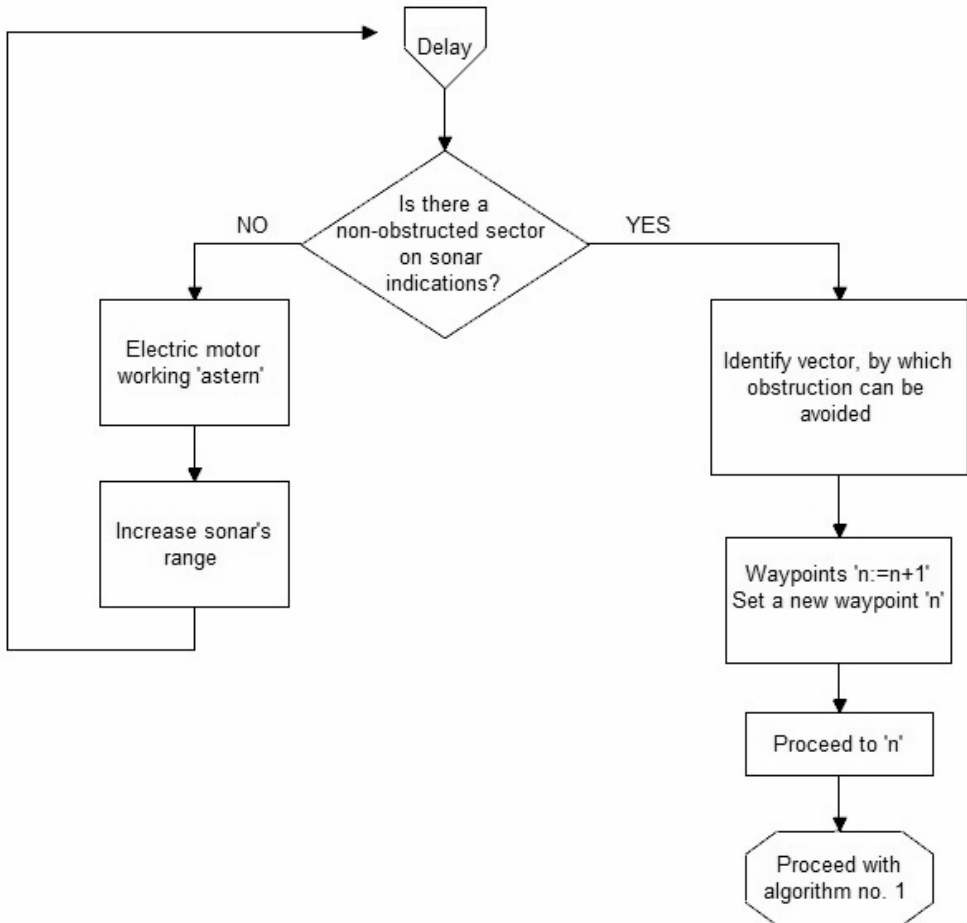 Delay
Is there a
non-obstructed sector
on sonar
indications?
NO
YES
Electric motor
working 'astern'
Identify vector, by which
obstruction can be
avoided
Increase sonar's
range
Waypoints 'n:=n+1'
Set a new waypoint 'n'
Proceed to 'n'
Proceed with
algorithm no. 1